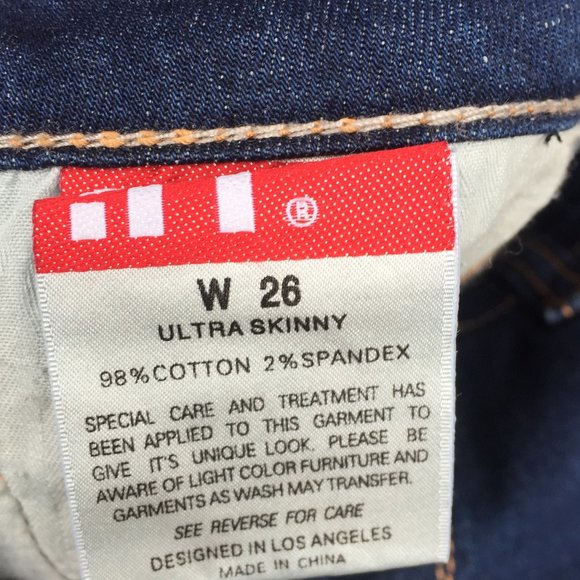 ®
W 26
ULTRA SKINNY
98% COTTON 2% SPANDEX
SPECIAL CARE AND TREATMENT HAS
BEEN APPLIED TO THIS GARMENT TO
GIVE IT'S UNIQUE LOOK. PLEASE BE
AWARE OF LIGHT COLOR FURNITURE AND
GARMENTS AS WASH MAY TRANSFER.
SEE REVERSE FOR CARE
DESIGNED IN LOS ANGELES
MADE IN CHINA